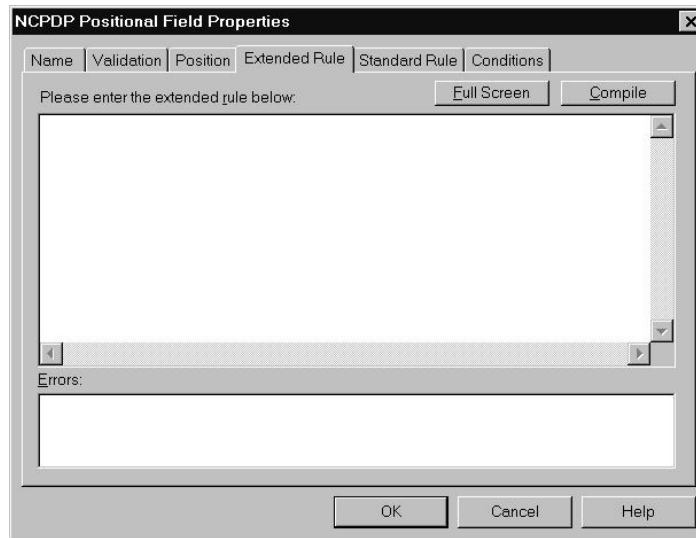 NCPDP Positional Field Properties
Name Validation Position Extended Rule Standard Rule Conditions
Please enter the extended rule below: Full Screen Compile
Errors:
OK Cancel Help